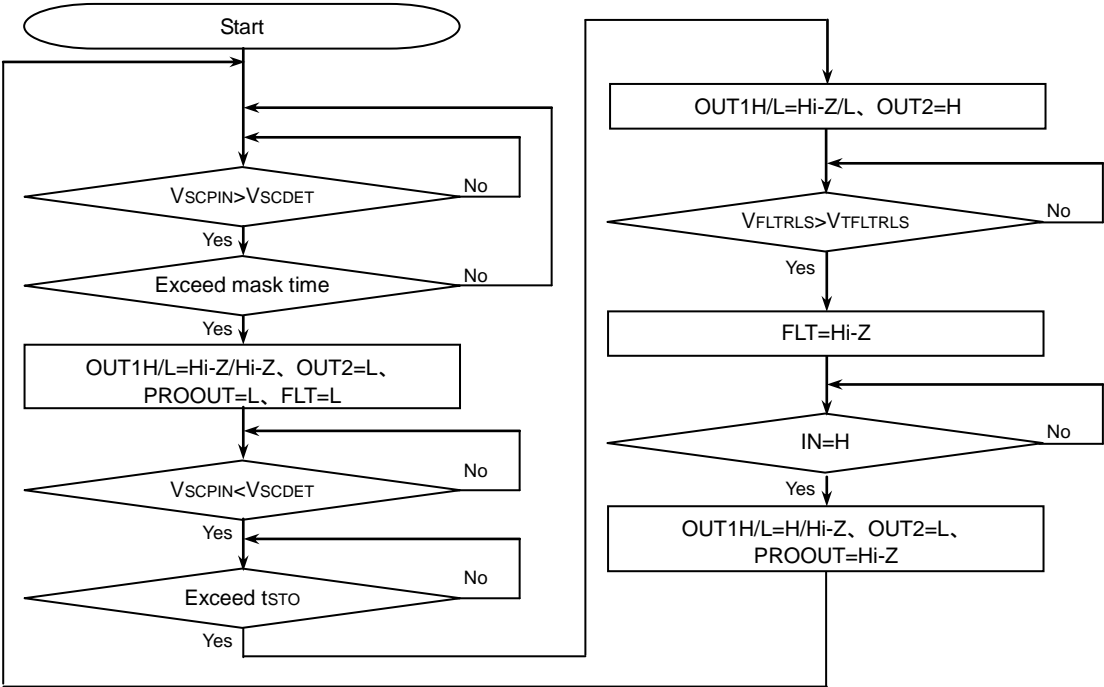 Start
VSCPIN>VSCDET
No
Yes
Exceed mask time
No
Yes
OUT1H/L=Hi-Z/Hi-Z、OUT2=L、
PROOUT=L、FLT=L
VSCPIN<VSCDET
No
Yes
Exceed tSTO
No
Yes
OUT1H/L=Hi-Z/L、OUT2=H
VFLTRLS>VTFLTRLS
No
Yes
FLT=Hi-Z
IN=H
No
Yes
OUT1H/L=H/Hi-Z、OUT2=L、
PROOUT=Hi-Z